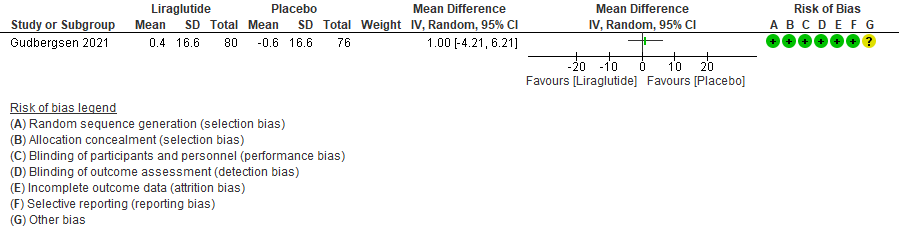 Liraglutide Placebo Mean Difference Mean Difference Risk of Bias
Study or Subgroup Mean SD Total Mean SD Total Weight IV, Random, 95% CI IV, Random, 95% CI A B C D E F G
Gudbergsen 2021 0.4 16.6 80 -0.6 16.6 76 1.00 [-4.21, 6.21] + + + + + + ?
-20 -10 0 10 20
Favours [Liraglutide] Favours [Placebo]
Risk of bias legend
(A) Random sequence generation (selection bias)
(B) Allocation concealment (selection bias)
(C) Blinding of participants and personnel (performance bias)
(D) Blinding of outcome assessment (detection bias)
(E) Incomplete outcome data (attrition bias)
(F) Selective reporting (reporting bias)
(G) Other bias